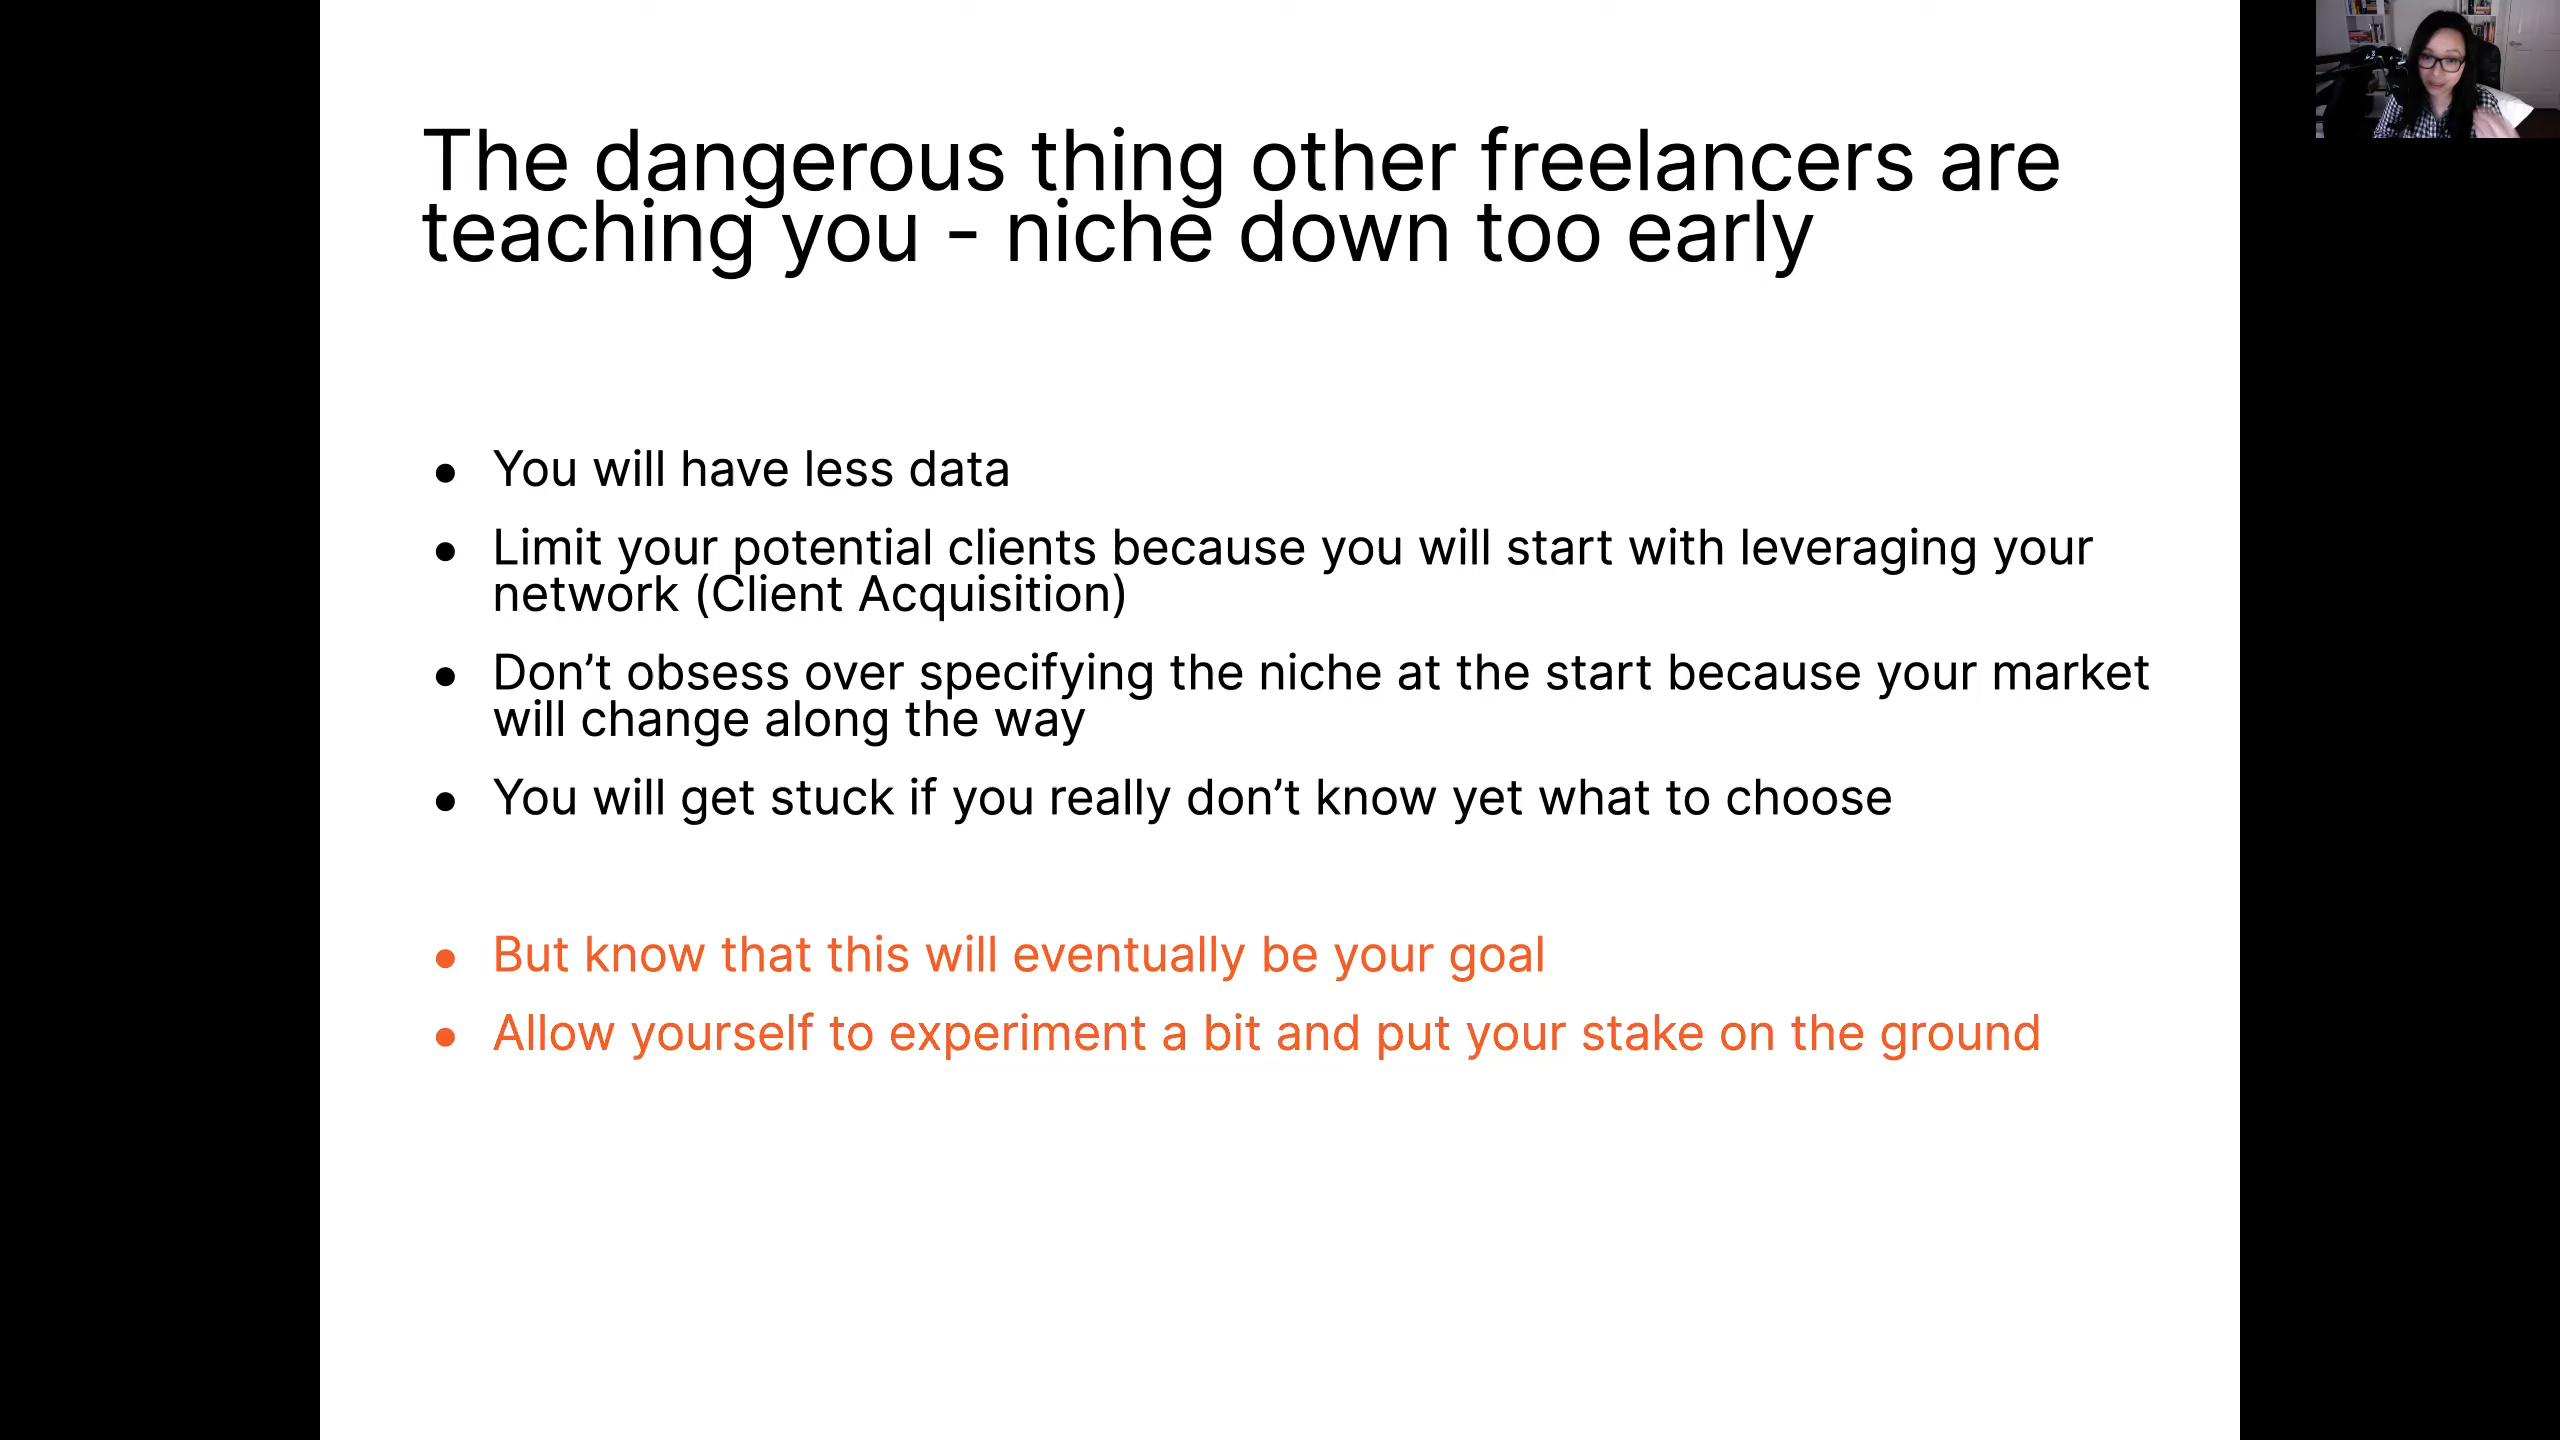 The dangerous thing other freelancers are
teaching you - niche down too early
● You will have less data
● Limit your potential clients because you will start with leveraging your
network (Client Acquisition)
● Don’t obsess over specifying the niche at the start because your market
will change along the way
● You will get stuck if you really don’t know yet what to choose
● But know that this will eventually be your goal
● Allow yourself to experiment a bit and put your stake on the ground